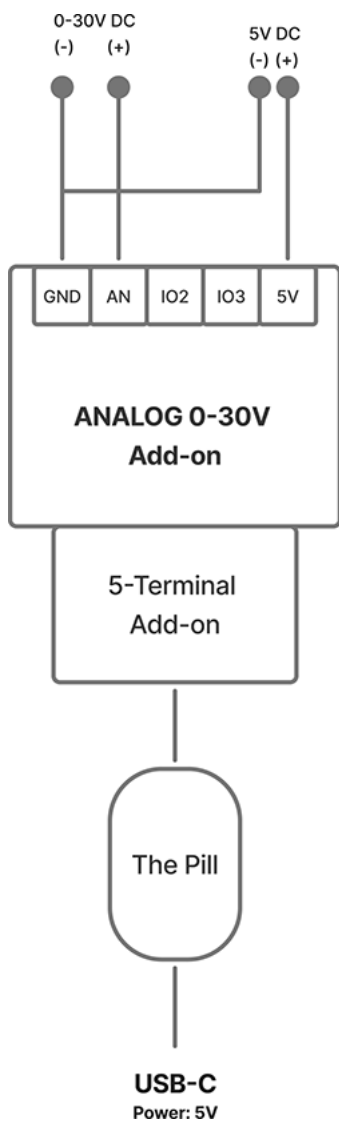 0-30V DC
(-) (+)
5V DC
(-) (+)
GND AN IO2 IO3 5V
ANALOG 0-30V
Add-on
5-Terminal
Add-on
The Pill
USB-C
Power: 5V